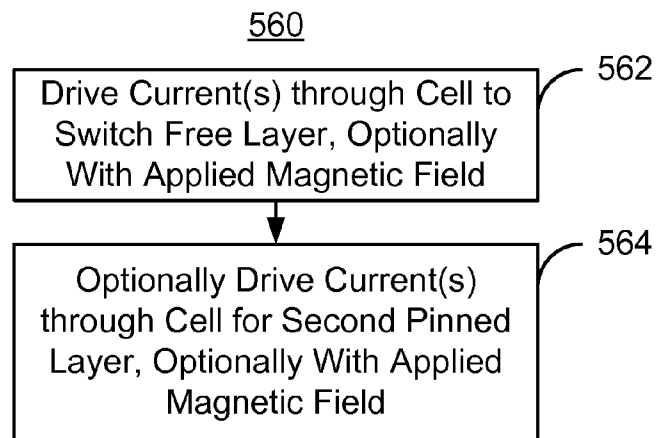 560
562
Drive Current(s) through Cell to
Switch Free Layer, Optionally
With Applied Magnetic Field
564
Optionally Drive Current(s)
through Cell for Second Pinned
Layer, Optionally With Applied
Magnetic Field